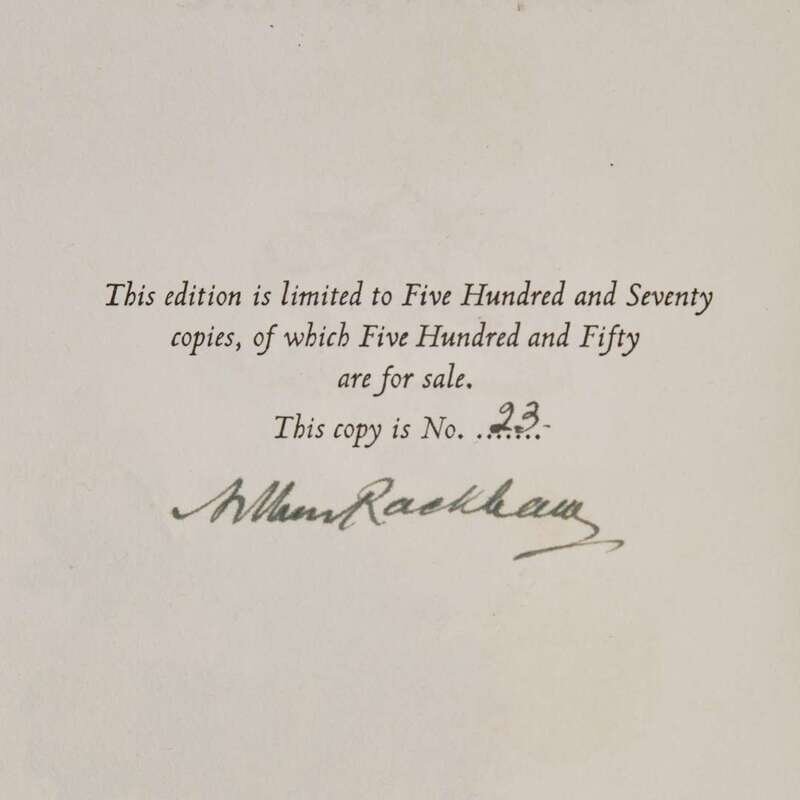 This edition is limited to Five Hundred and Seventy
copies, of which Five Hundred and Fifty
are for sale.
This copy is No. ..23..-
Arthur Rackham